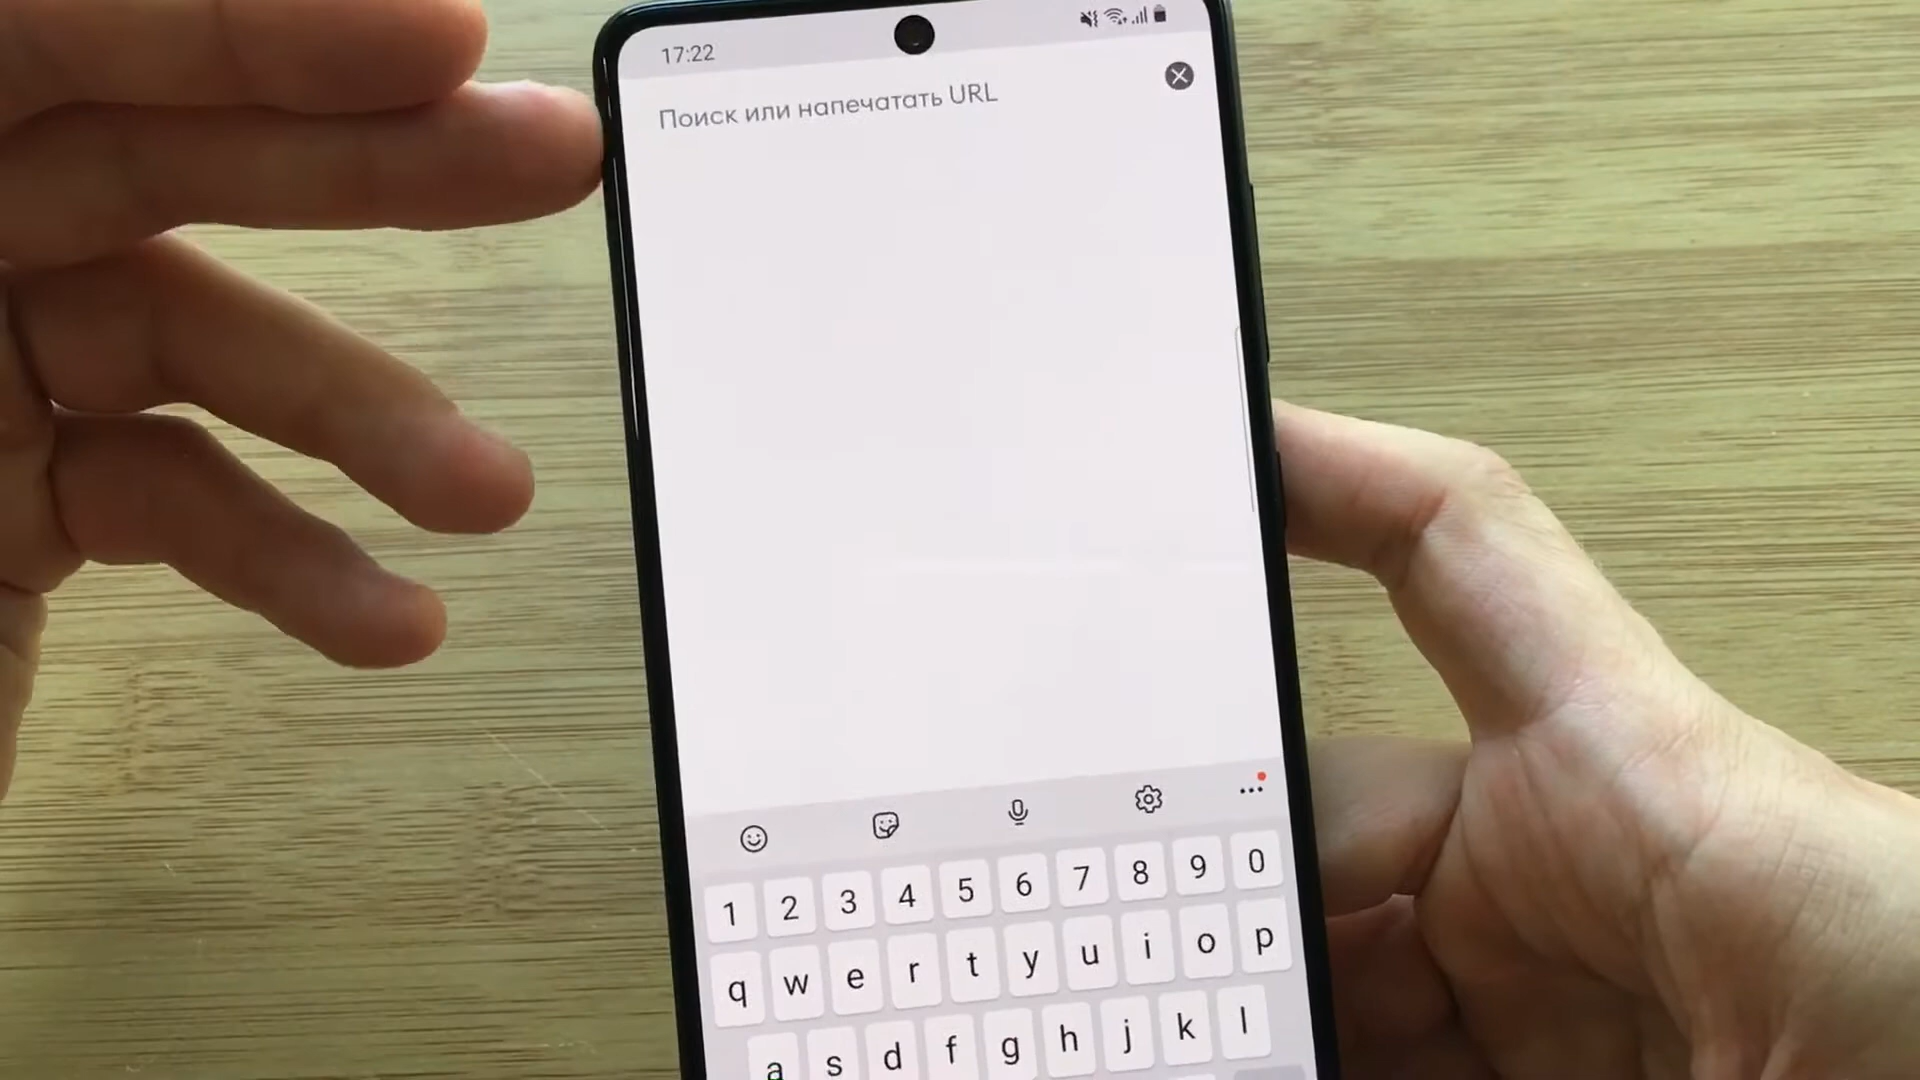 17:22
Поиск или напечатать URL
1 2 3 4 5 6 7 8 9 0
q w e r t y u i o p
a s d f g h j k l